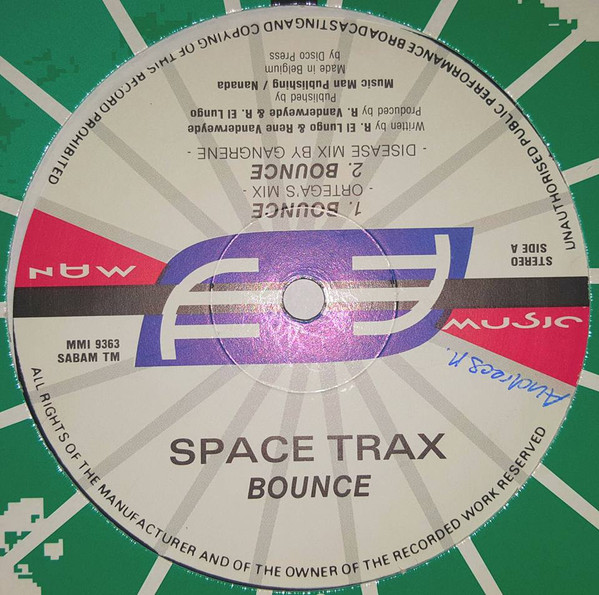 UNAUTHORISED PUBLIC PERFORMANCE BROADCASTING AND COPYING OF THIS RECORD PROHIBITED
MUSIC
MAN
STEREO
SIDE A
1. BOUNCE
- ORTEGA'S MIX -
2. BOUNCE
- DISEASE MIX BY GANGRENE -
Written by R. El Lungo & Rene Vanderweyde
Produced by R. Vanderweyde & R. El Lungo
Published by
Music Man Publishing / Nanada
Made in Belgium
by Disco Press
MMI 9363
SABAM TM
Andrees n.
SPACE TRAX
BOUNCE
ALL RIGHTS OF THE MANUFACTURER AND OF THE OWNER OF THE RECORDED WORK RESERVED